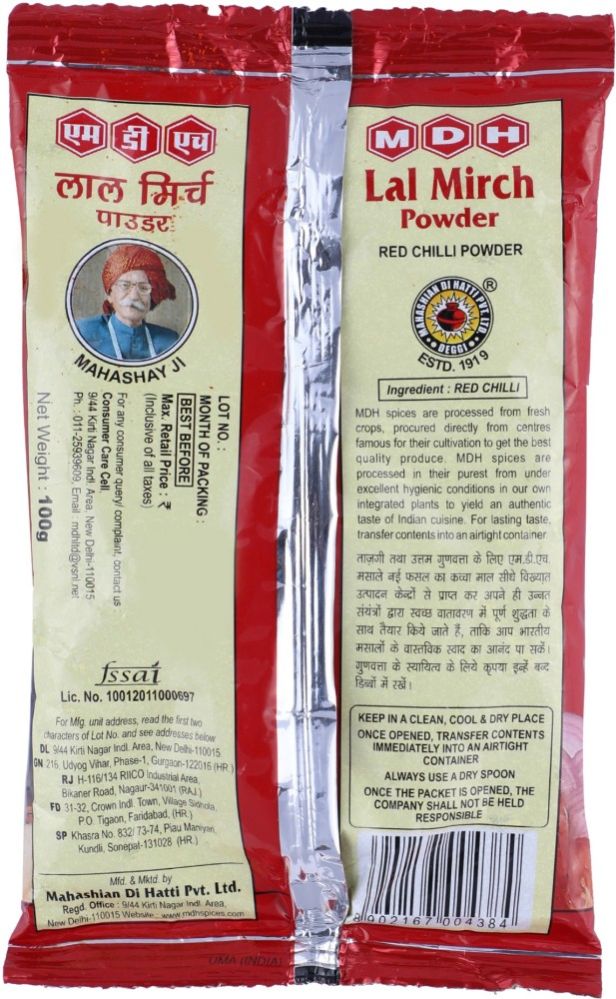 एम डी एच
लाल मिर्च
पाउडर
MAHASHAY JI
LOT NO. :
MONTH OF PACKING :
BEST BEFORE
Max. Retail Price : ₹
(Inclusive of all taxes)
For any consumer query/ complaint, contact us :
Consumer Care Cell,
9/44 Kirti Nagar Indl. Area, New Delhi-110015
Ph. : 011-25939609, Email : mdhltd@vsnl.net
Net Weight : 100g
fssai
Lic. No. 10012011000697
For Mfg. unit address, read the first two
characters of Lot No. and see addresses below
DL 9/44 Kirti Nagar Indl. Area, New Delhi-110015
GN 216, Udyog Vihar, Phase-1, Gurgaon-122016 (HR.)
RJ H-116/134 RIICO Industrial Area,
Bikaner Road, Nagaur-341001 (RAJ.)
FD 31-32, Crown Indl. Town, Village Sidhola,
P.O. Tigaon, Faridabad, (HR.)
SP Khasra No. 832/ 73-74, Piau Maniyari,
Kundli, Sonepat-131028 (HR.)
Mfd. & Mktd. by
Mahashian Di Hatti Pvt. Ltd.
Regd. Office : 9/44 Kirti Nagar Indl. Area,
New Delhi-110015 Website : www.mdhspices.com
MDH
Lal Mirch
Powder
RED CHILLI POWDER
MAHASHIAN DI HATTI PVT. LTD.
®
DEGGI
ESTD. 1919
Ingredient : RED CHILLI
MDH spices are processed from fresh
crops, procured directly from centres
famous for their cultivation to get the best
quality produce. MDH spices are
processed in their purest from under
excellent hygienic conditions in our own
integrated plants to yield an authentic
taste of Indian cuisine. For lasting taste,
transfer contents into an airtight container.
ताज़गी तथा उत्तम गुणवत्ता के लिए एम.डी.एच.
मसाले नई फसल का कच्चा माल सीधे विख्यात
उत्पादन केन्द्रों से प्राप्त कर अपने ही उन्नत
संयंत्रों द्वारा स्वच्छ वातावरण में पूर्ण शुद्धता के
साथ तैयार किये जाते हैं, ताकि आप भारतीय
मसालों के वास्तविक स्वाद का आनंद पा सकें।
गुणवत्ता के स्थायित्व के लिये कृपया इन्हें बन्द
डिब्बों में रखें।
KEEP IN A CLEAN, COOL & DRY PLACE
ONCE OPENED, TRANSFER CONTENTS
IMMEDIATELY INTO AN AIRTIGHT
CONTAINER
ALWAYS USE A DRY SPOON
ONCE THE PACKET IS OPENED, THE
COMPANY SHALL NOT BE HELD
RESPONSIBLE
8 902167 004384
UMA (INDIA)